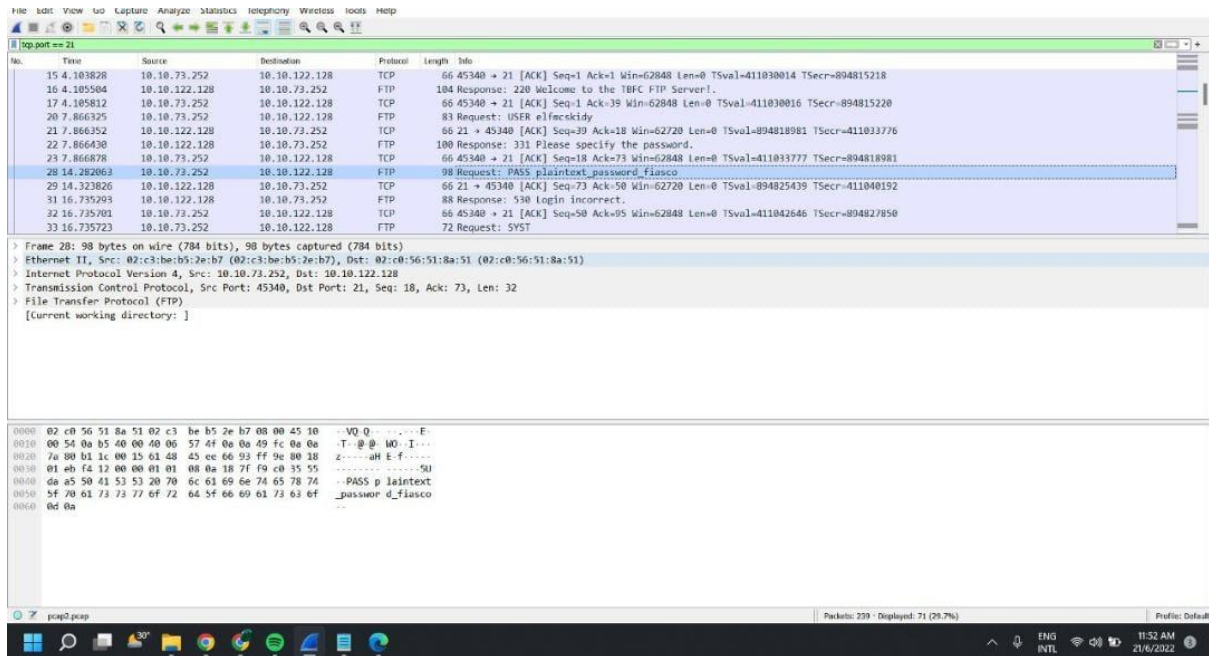 File Edit View Go Capture Analyze Statistics Telephony Wireless Tools Help
tcp.port == 21
No. Time Source Destination Protocol Length Info
15 4.103828 10.10.73.252 10.10.122.128 TCP 66 45340 → 21 [ACK] Seq=1 Ack=1 Win=62848 Len=0 TSval=411030014 TSecr=894815218
16 4.105504 10.10.122.128 10.10.73.252 FTP 104 Response: 220 Welcome to the TBFC FTP Server!.
17 4.105812 10.10.73.252 10.10.122.128 TCP 66 45340 → 21 [ACK] Seq=1 Ack=39 Win=62848 Len=0 TSval=411030016 TSecr=894815220
20 7.866325 10.10.73.252 10.10.122.128 FTP 83 Request: USER elfmcskidy
21 7.866352 10.10.122.128 10.10.73.252 TCP 66 21 → 45340 [ACK] Seq=39 Ack=18 Win=62720 Len=0 TSval=894818981 TSecr=411033776
22 7.866430 10.10.122.128 10.10.73.252 FTP 100 Response: 331 Please specify the password.
23 7.866878 10.10.73.252 10.10.122.128 TCP 66 45340 → 21 [ACK] Seq=18 Ack=73 Win=62848 Len=0 TSval=411033777 TSecr=894818981
28 14.282063 10.10.73.252 10.10.122.128 FTP 98 Request: PASS plaintext_password_fiasco
29 14.323826 10.10.122.128 10.10.73.252 TCP 66 21 → 45340 [ACK] Seq=73 Ack=50 Win=62720 Len=0 TSval=894825439 TSecr=411040192
31 16.735293 10.10.122.128 10.10.73.252 FTP 88 Response: 530 Login incorrect.
32 16.735701 10.10.73.252 10.10.122.128 TCP 66 45340 → 21 [ACK] Seq=50 Ack=95 Win=62848 Len=0 TSval=411042646 TSecr=894827850
33 16.735723 10.10.73.252 10.10.122.128 FTP 72 Request: SYST
> Frame 28: 98 bytes on wire (784 bits), 98 bytes captured (784 bits)
> Ethernet II, Src: 02:c3:be:b5:2e:b7 (02:c3:be:b5:2e:b7), Dst: 02:c0:56:51:8a:51 (02:c0:56:51:8a:51)
> Internet Protocol Version 4, Src: 10.10.73.252, Dst: 10.10.122.128
> Transmission Control Protocol, Src Port: 45340, Dst Port: 21, Seq: 18, Ack: 73, Len: 32
> File Transfer Protocol (FTP)
[Current working directory: ]
0000 02 c0 56 51 8a 51 02 c3 be b5 2e b7 08 00 45 10 ··VQ·Q·· ··.···E·
0010 00 54 0a b5 40 00 40 06 57 4f 0a 0a 49 fc 0a 0a ·T··@·@· WO··I···
0020 7a 80 b1 1c 00 15 61 48 45 ee 66 93 ff 9e 80 18 z·····aH E·f·····
0030 01 eb f4 12 00 00 01 01 08 0a 18 7f f9 c0 35 55 ········ ······5U
0040 da a5 50 41 53 53 20 70 6c 61 69 6e 74 65 78 74 ··PASS p laintext
0050 5f 70 61 73 73 77 6f 72 64 5f 66 69 61 73 63 6f _passwor d_fiasco
0060 0d 0a ··
pcap2.pcap Packets: 239 · Displayed: 71 (29.7%) Profile: Default
30° ENG INTL 11:52 AM 21/6/2022